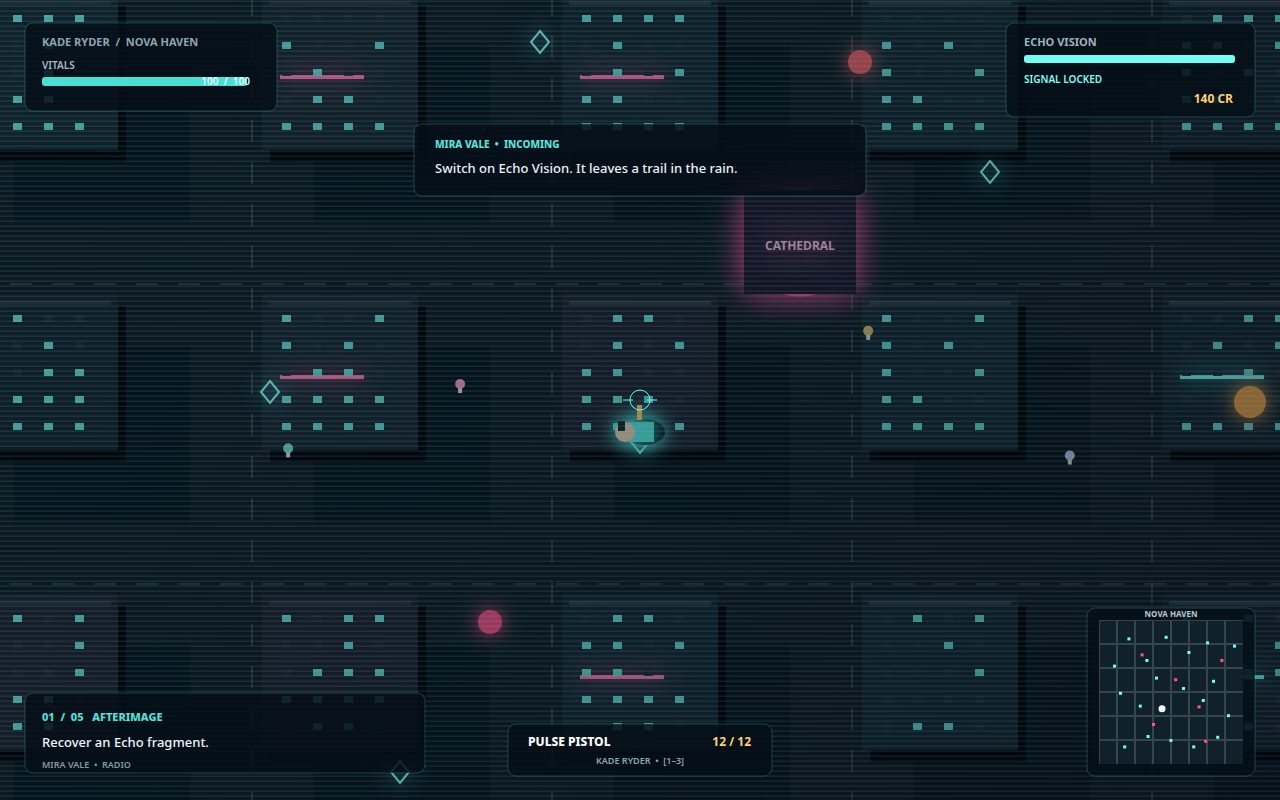 KADE RYDER / NOVA HAVEN
VITALS
100 / 100
ECHO VISION
SIGNAL LOCKED
140 CR
MIRA VALE • INCOMING
Switch on Echo Vision. It leaves a trail in the rain.
CATHEDRAL
01 / 05 AFTERIMAGE
Recover an Echo fragment.
MIRA VALE • RADIO
PULSE PISTOL
12 / 12
KADE RYDER • [1–3]
NOVA HAVEN